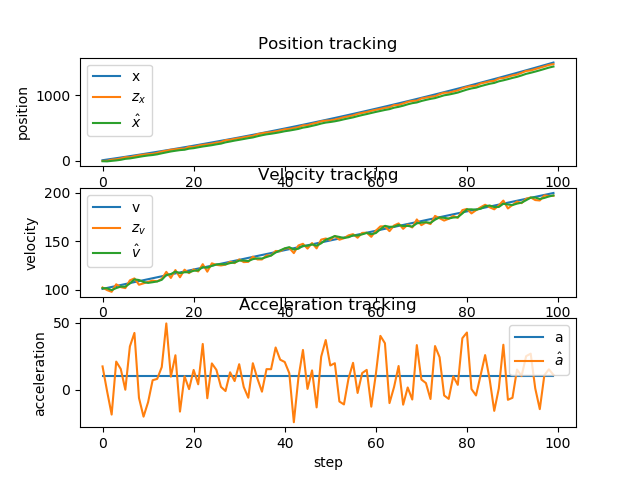 Position tracking
x
z_x
x̂
position
1000
0
0 20 40 60 80 100
Velocity tracking
v
z_v
v̂
velocity
200
150
100
0 20 40 60 80 100
Acceleration tracking
a
â
acceleration
50
0
0 20 40 60 80 100
step